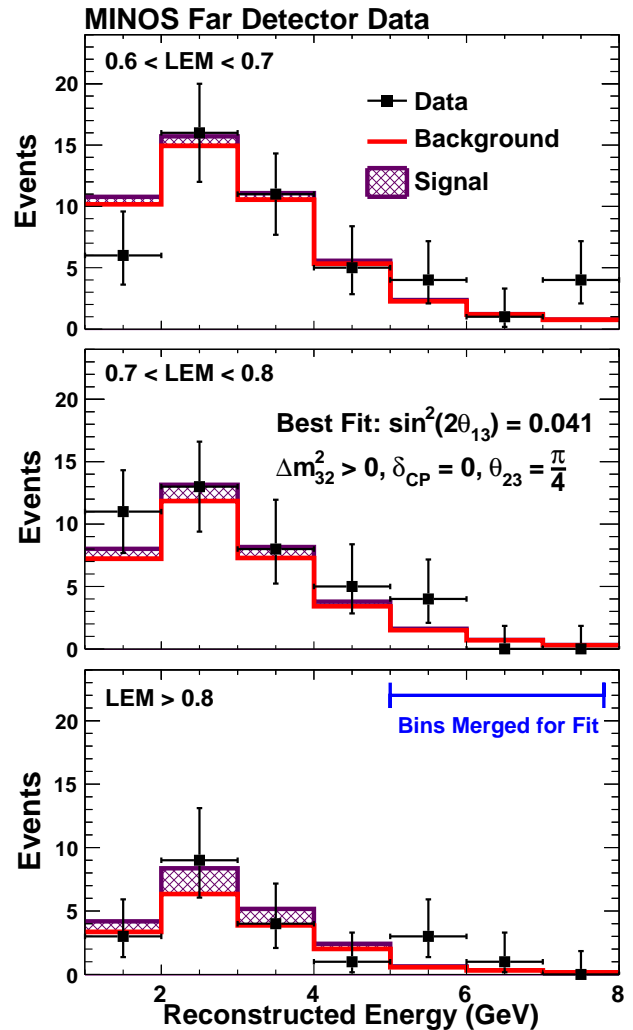 MINOS Far Detector Data
0.6 < LEM < 0.7
Data
Background
Signal
Events
20
15
10
5
0
0.7 < LEM < 0.8
Best Fit: sin²(2θ₁₃) = 0.041
Δm²₃₂ > 0, δ_CP = 0, θ₂₃ = π/4
Events
20
15
10
5
0
LEM > 0.8
Bins Merged for Fit
Events
20
15
10
5
0
2 4 6 8
Reconstructed Energy (GeV)